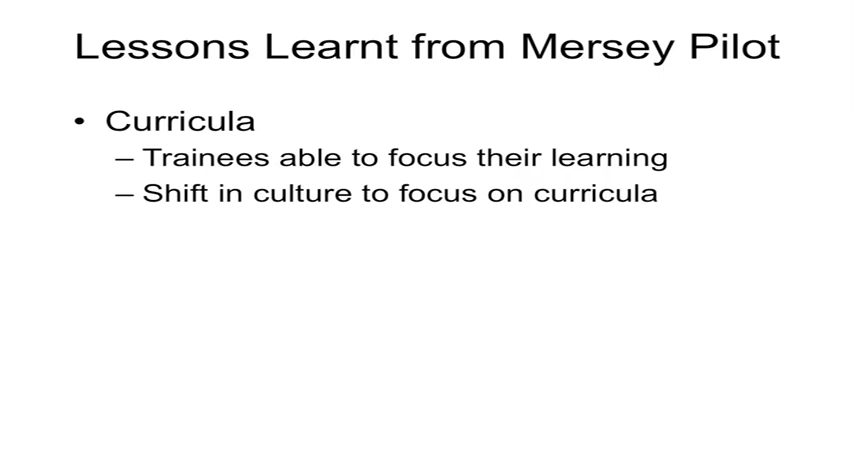 Lessons Learnt from Mersey Pilot
• Curricula
– Trainees able to focus their learning
– Shift in culture to focus on curricula